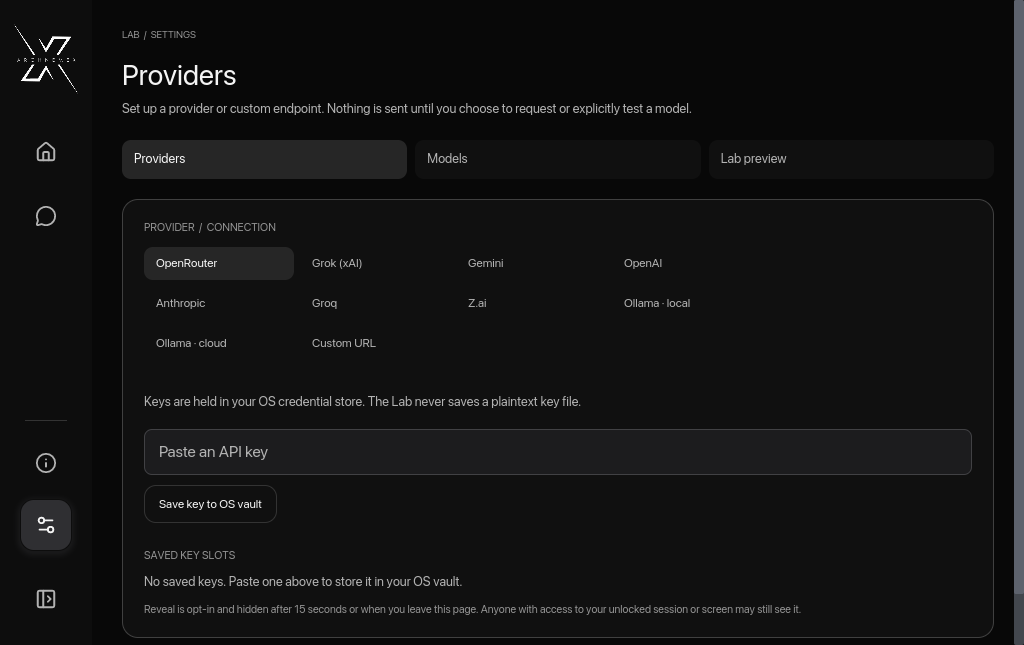 ARCHNEMEX
LAB / SETTINGS
Providers
Set up a provider or custom endpoint. Nothing is sent until you choose to request or explicitly test a model.
Providers
Models
Lab preview
PROVIDER / CONNECTION
OpenRouter
Grok (xAI)
Gemini
OpenAI
Anthropic
Groq
Z.ai
Ollama · local
Ollama · cloud
Custom URL
Keys are held in your OS credential store. The Lab never saves a plaintext key file.
Paste an API key
Save key to OS vault
SAVED KEY SLOTS
No saved keys. Paste one above to store it in your OS vault.
Reveal is opt-in and hidden after 15 seconds or when you leave this page. Anyone with access to your unlocked session or screen may still see it.